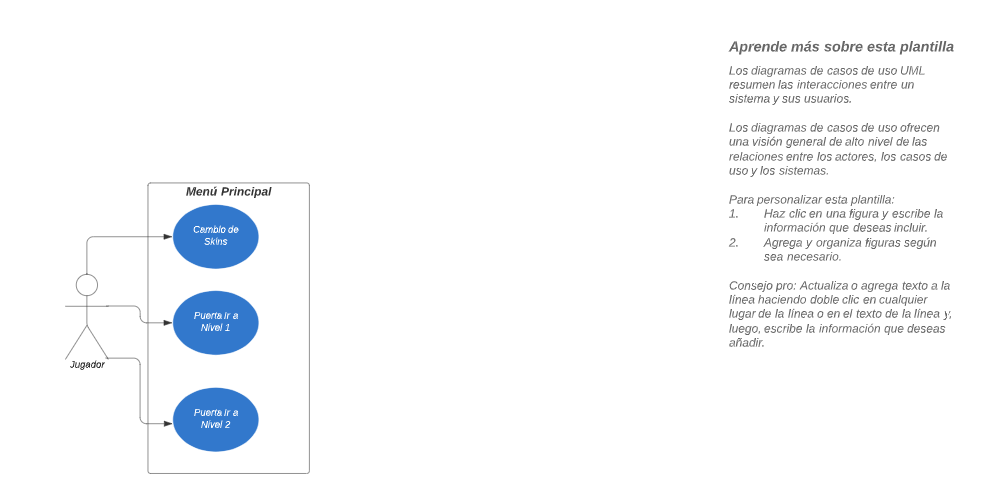 Menú Principal
Cambio de
Skins
Puerta ir a
Nivel 1
Puerta ir a
Nivel 2
Jugador
Aprende más sobre esta plantilla
Los diagramas de casos de uso UML
resumen las interacciones entre un
sistema y sus usuarios.
Los diagramas de casos de uso ofrecen
una visión general de alto nivel de las
relaciones entre los actores, los casos de
uso y los sistemas.
Para personalizar esta plantilla:
1. Haz clic en una figura y escribe la
información que deseas incluir.
2. Agrega y organiza figuras según
sea necesario.
Consejo pro: Actualiza o agrega texto a la
línea haciendo doble clic en cualquier
lugar de la línea o en el texto de la línea y,
luego, escribe la información que deseas
añadir.